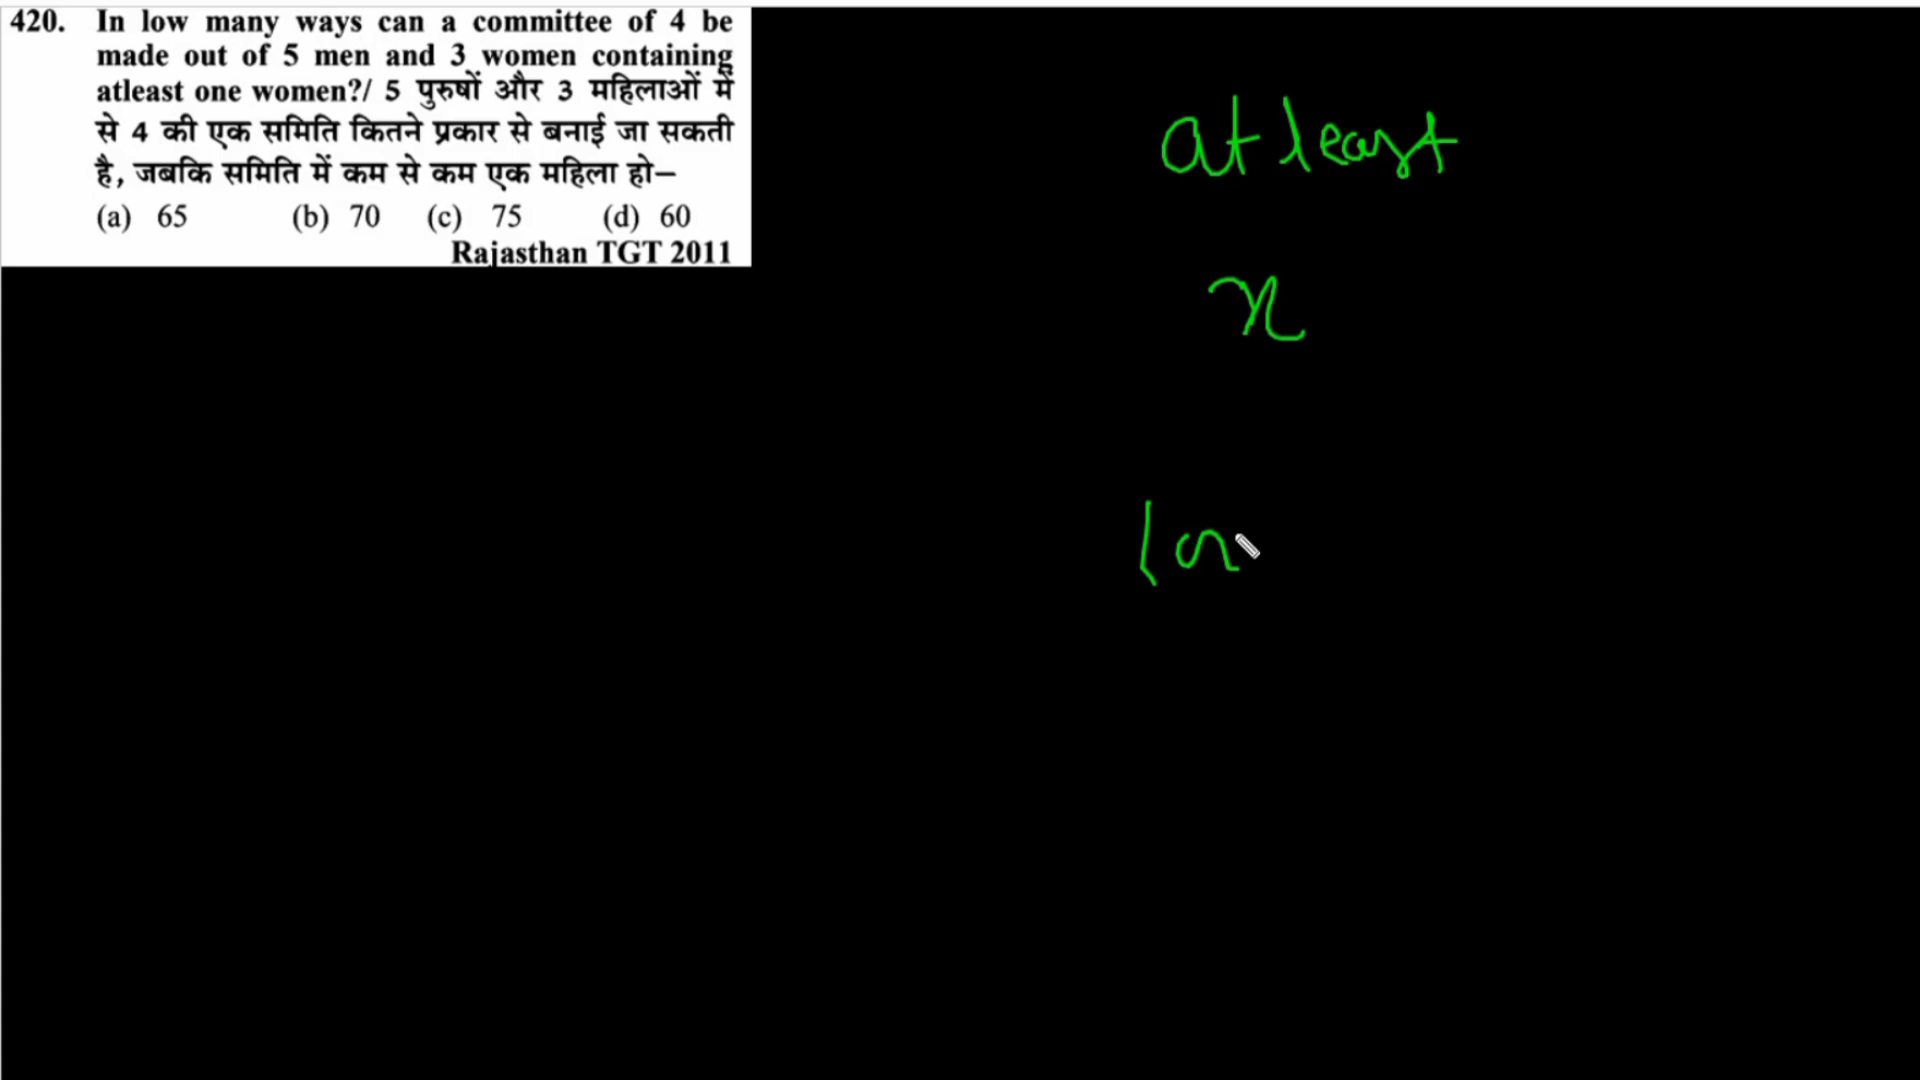 420. In low many ways can a committee of 4 be
made out of 5 men and 3 women containing
atleast one women?/ 5 पुरुषों और 3 महिलाओं में
से 4 की एक समिति कितने प्रकार से बनाई जा सकती
है, जबकि समिति में कम से कम एक महिला हो–
(a) 65 (b) 70 (c) 75 (d) 60
Rajasthan TGT 2011
at least
x